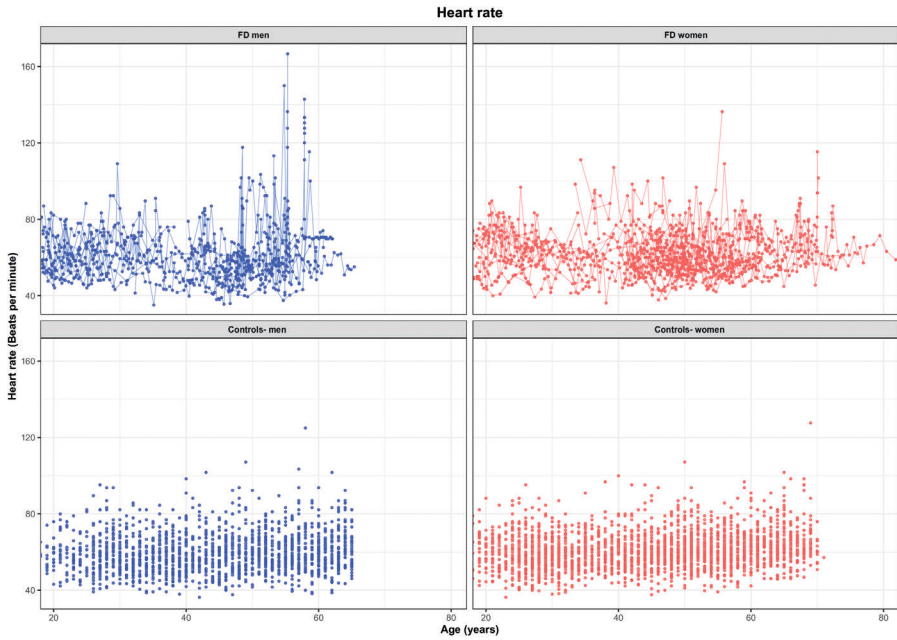 Heart rate
FD men
FD women
160
120
80
40
Controls- men
Controls- women
160
120
80
40
20
40
60
80
20
40
60
80
Age (years)
Heart rate (Beats per minute)